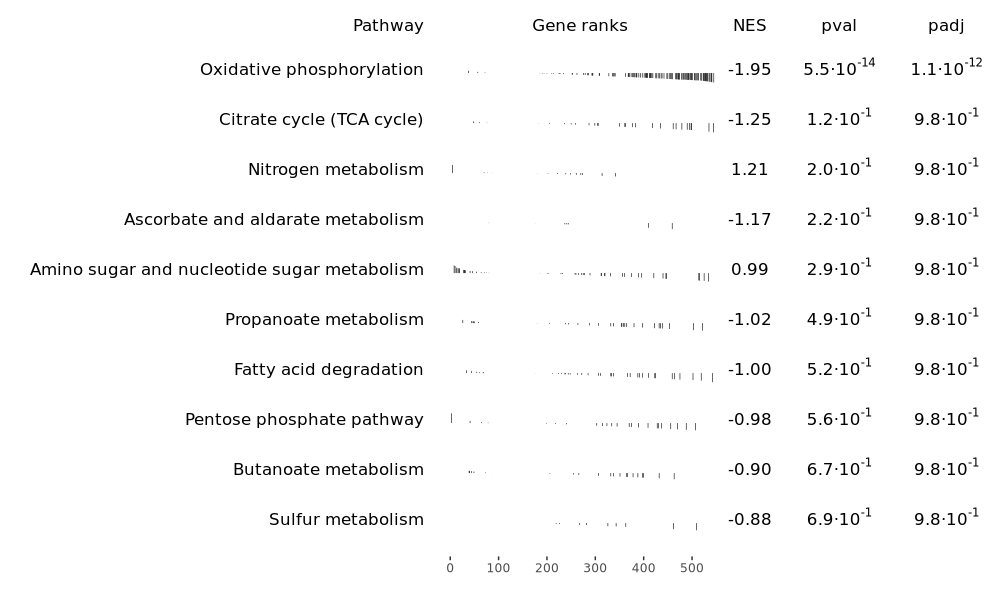 Pathway Gene ranks NES pval padj
Oxidative phosphorylation -1.95 5.5·10⁻¹⁴ 1.1·10⁻¹²
Citrate cycle (TCA cycle) -1.25 1.2·10⁻¹ 9.8·10⁻¹
Nitrogen metabolism 1.21 2.0·10⁻¹ 9.8·10⁻¹
Ascorbate and aldarate metabolism -1.17 2.2·10⁻¹ 9.8·10⁻¹
Amino sugar and nucleotide sugar metabolism 0.99 2.9·10⁻¹ 9.8·10⁻¹
Propanoate metabolism -1.02 4.9·10⁻¹ 9.8·10⁻¹
Fatty acid degradation -1.00 5.2·10⁻¹ 9.8·10⁻¹
Pentose phosphate pathway -0.98 5.6·10⁻¹ 9.8·10⁻¹
Butanoate metabolism -0.90 6.7·10⁻¹ 9.8·10⁻¹
Sulfur metabolism -0.88 6.9·10⁻¹ 9.8·10⁻¹
0 100 200 300 400 500